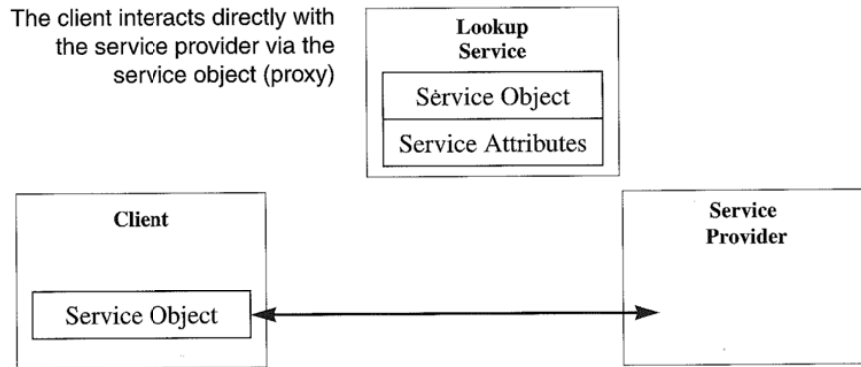 The client interacts directly with
the service provider via the
service object (proxy)
Lookup
Service
Service Object
Service Attributes
Client
Service Object
Service
Provider